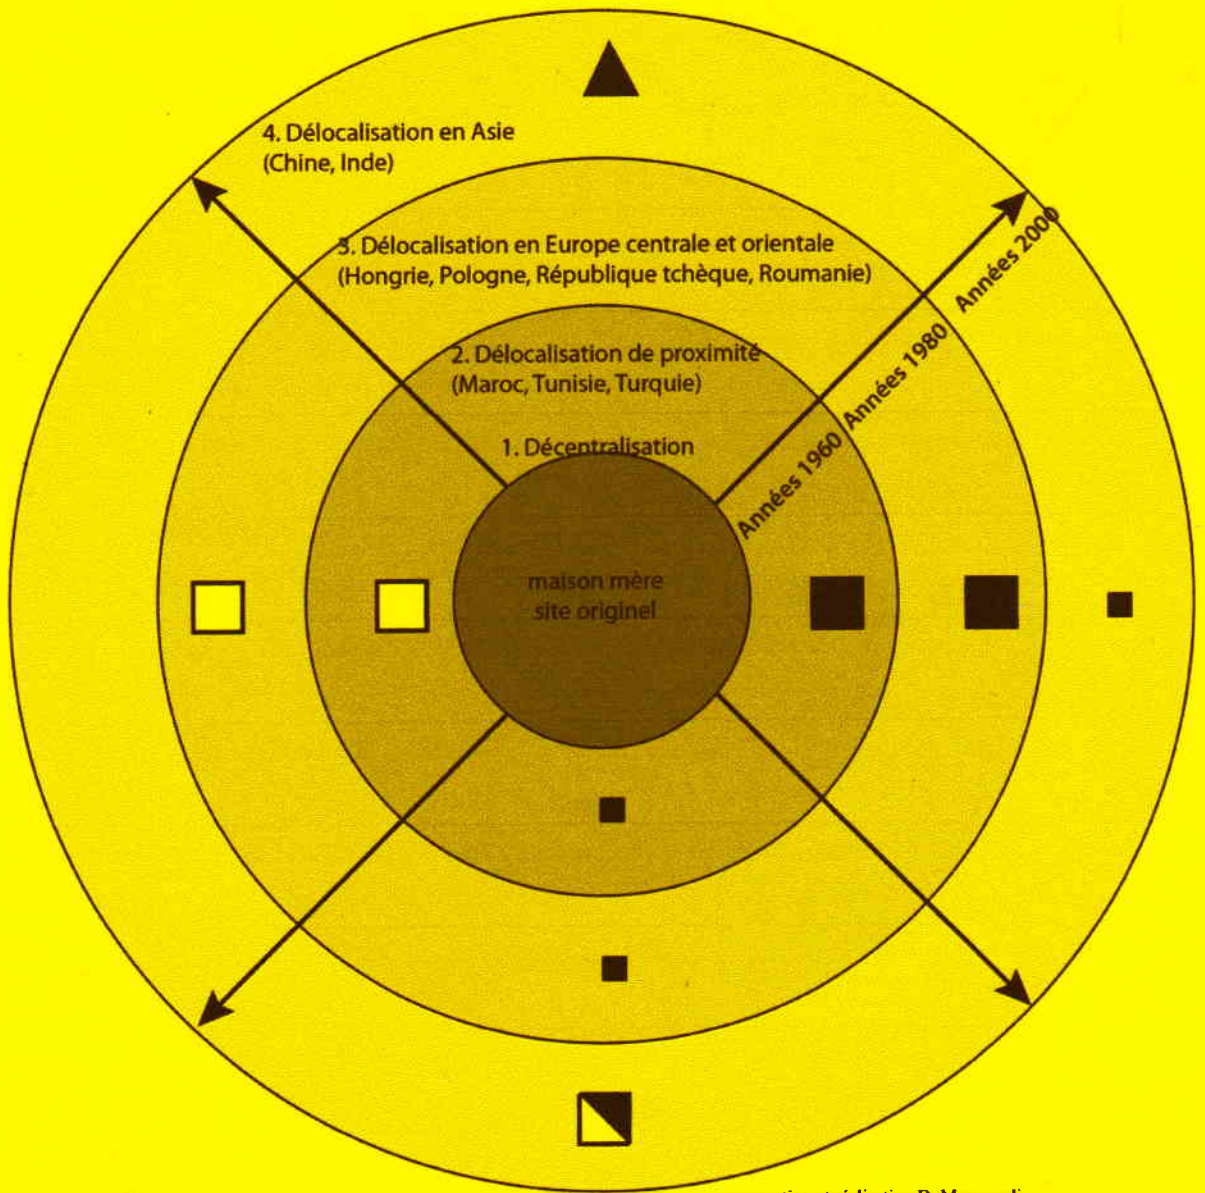 4. Délocalisation en Asie
(Chine, Inde)
3. Délocalisation en Europe centrale et orientale
(Hongrie, Pologne, République tchèque, Roumanie)
2. Délocalisation de proximité
(Maroc, Tunisie, Turquie)
1. Décentralisation
Années 1960 Années 1980 Années 2000
maison mère
site originel